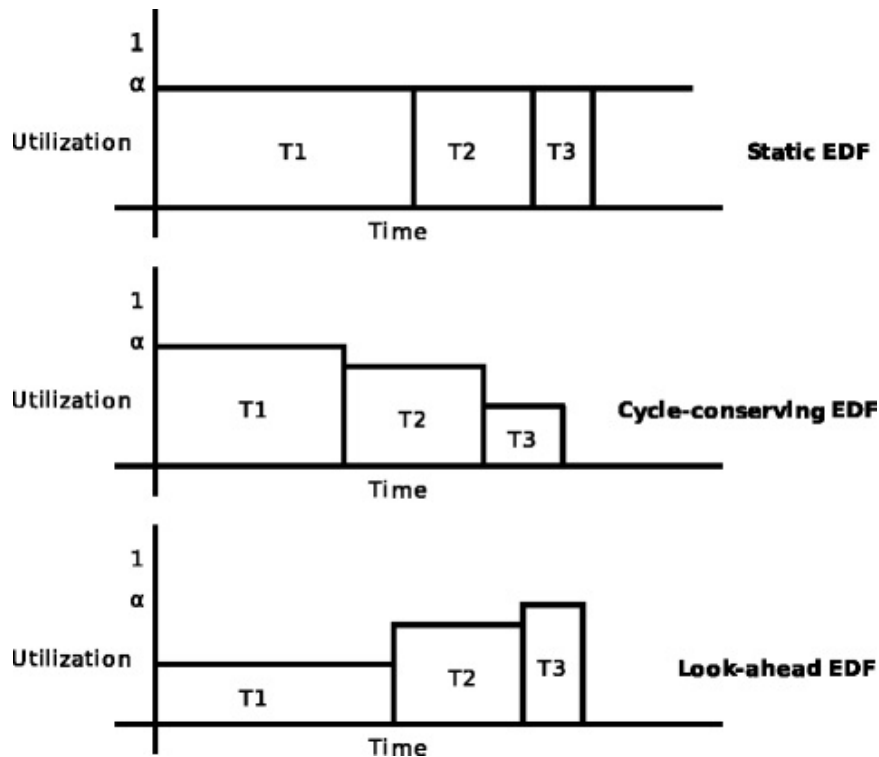 1
α
Utilization
T1
T2
T3
Static EDF
Time
1
α
Utilization
T1
T2
T3
Cycle-conserving EDF
Time
1
α
Utilization
T1
T2
T3
Look-ahead EDF
Time